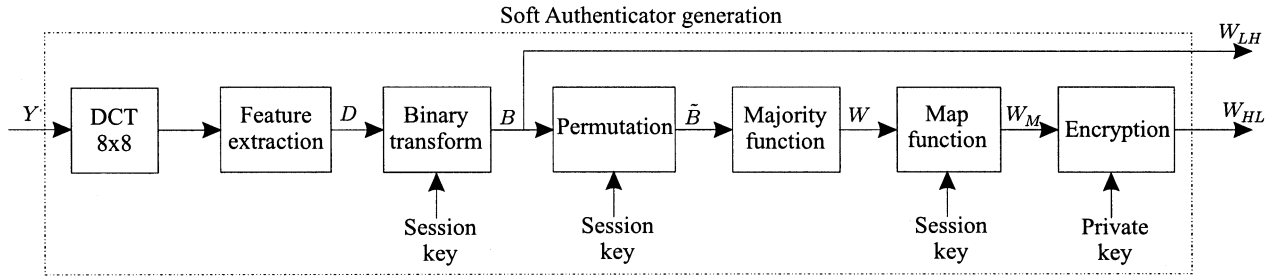 Soft Authenticator generation
W_LH
Y'
DCT
8x8
Feature
extraction
D
Binary
transform
B
Permutation
B̃
Majority
function
W
Map
function
W_M
Encryption
W_HL
Session
key
Session
key
Session
key
Private
key